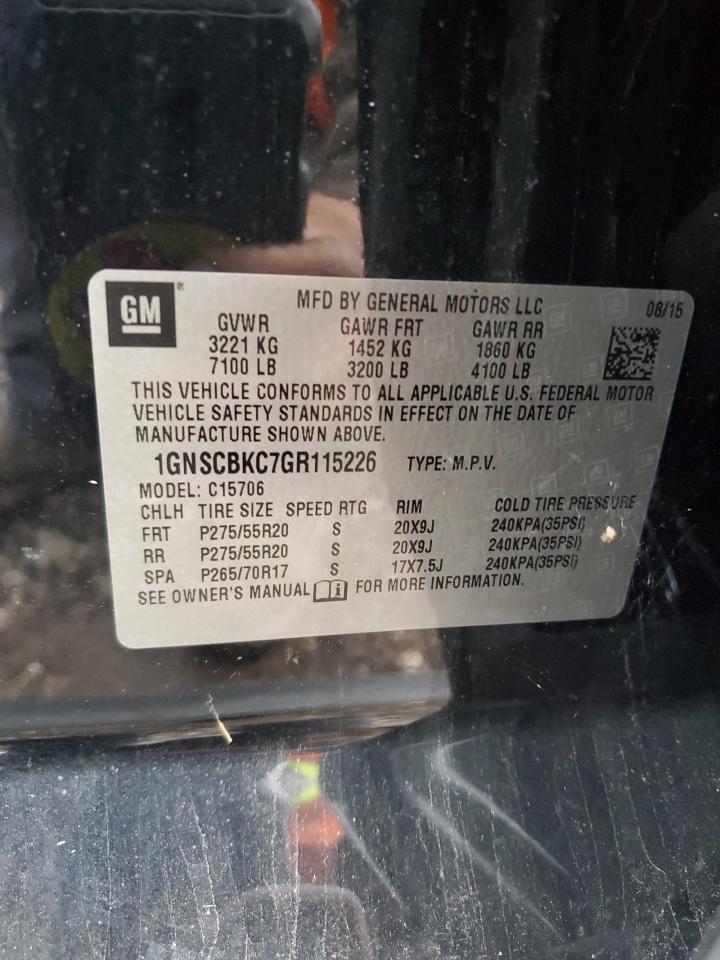 GM®
MFD BY GENERAL MOTORS LLC 08/15
GVWR GAWR FRT GAWR RR
3221 KG 1452 KG 1860 KG
7100 LB 3200 LB 4100 LB
THIS VEHICLE CONFORMS TO ALL APPLICABLE U.S. FEDERAL MOTOR
VEHICLE SAFETY STANDARDS IN EFFECT ON THE DATE OF
MANUFACTURE SHOWN ABOVE.
1GNSCBKC7GR115226 TYPE: M.P.V.
MODEL: C15706
CHLH TIRE SIZE SPEED RTG RIM COLD TIRE PRESSURE
FRT P275/55R20 S 20X9J 240KPA(35PSI)
RR P275/55R20 S 20X9J 240KPA(35PSI)
SPA P265/70R17 S 17X7.5J 240KPA(35PSI)
SEE OWNER'S MANUAL FOR MORE INFORMATION.